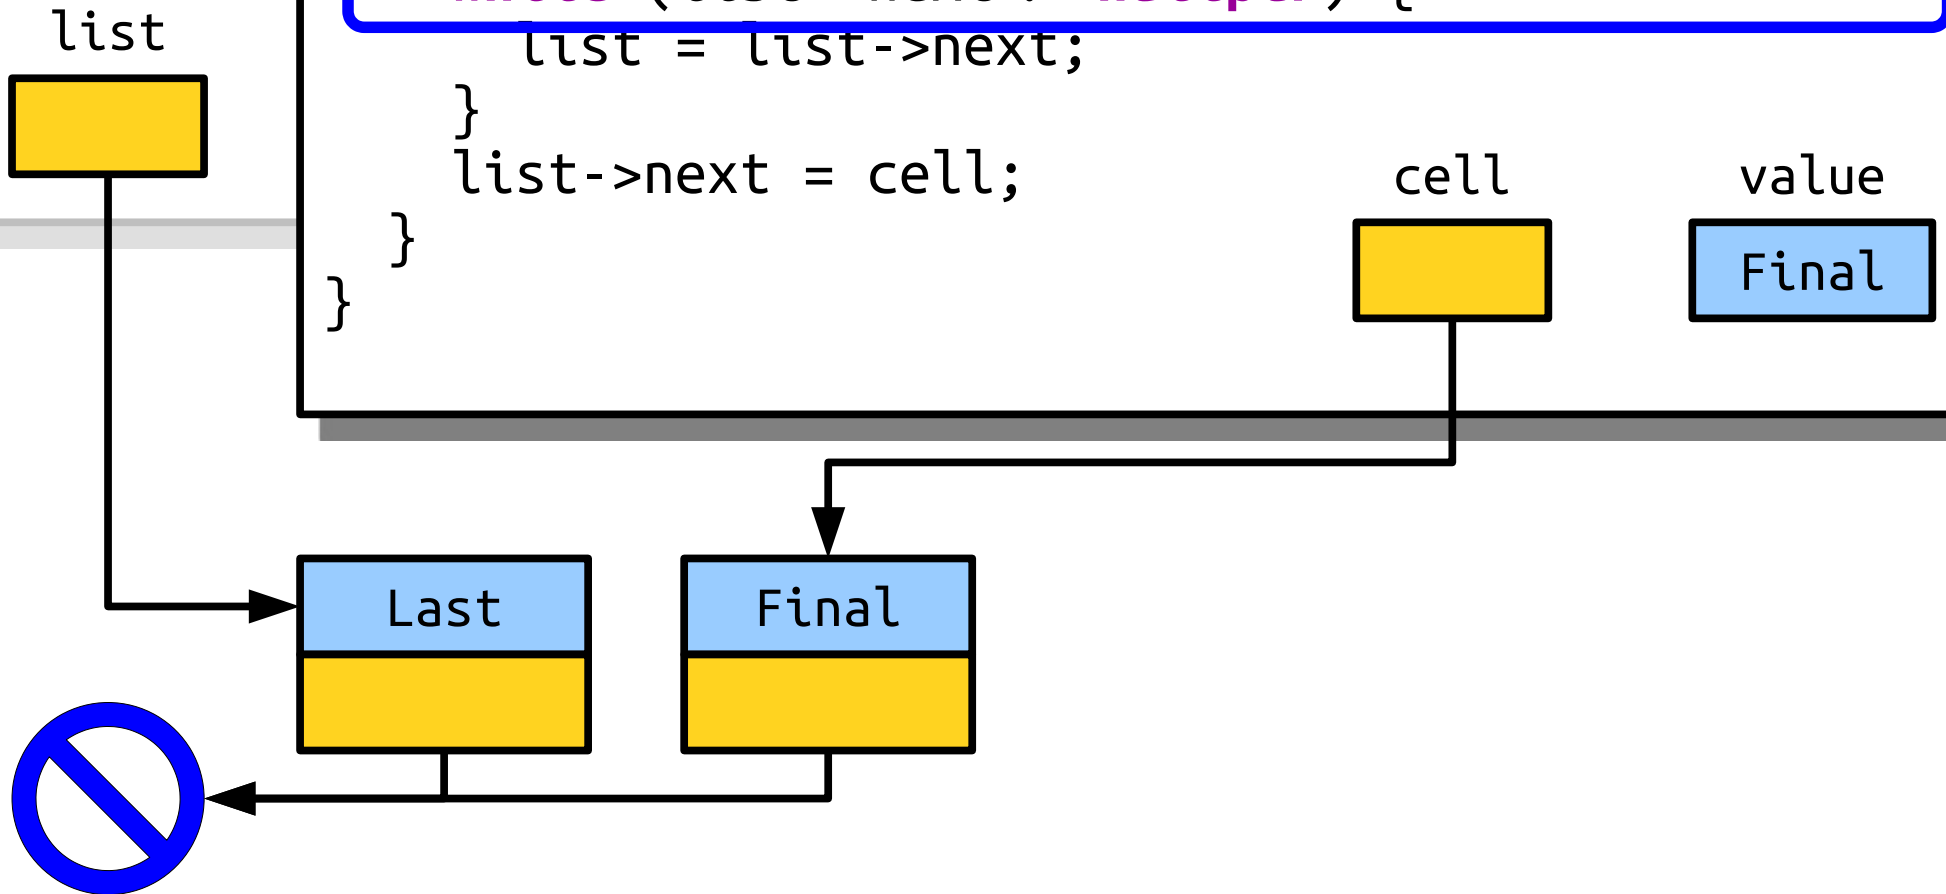 list
list = list->next;
}
list->next = cell;
}
}
cell
value
Final
Last
Final